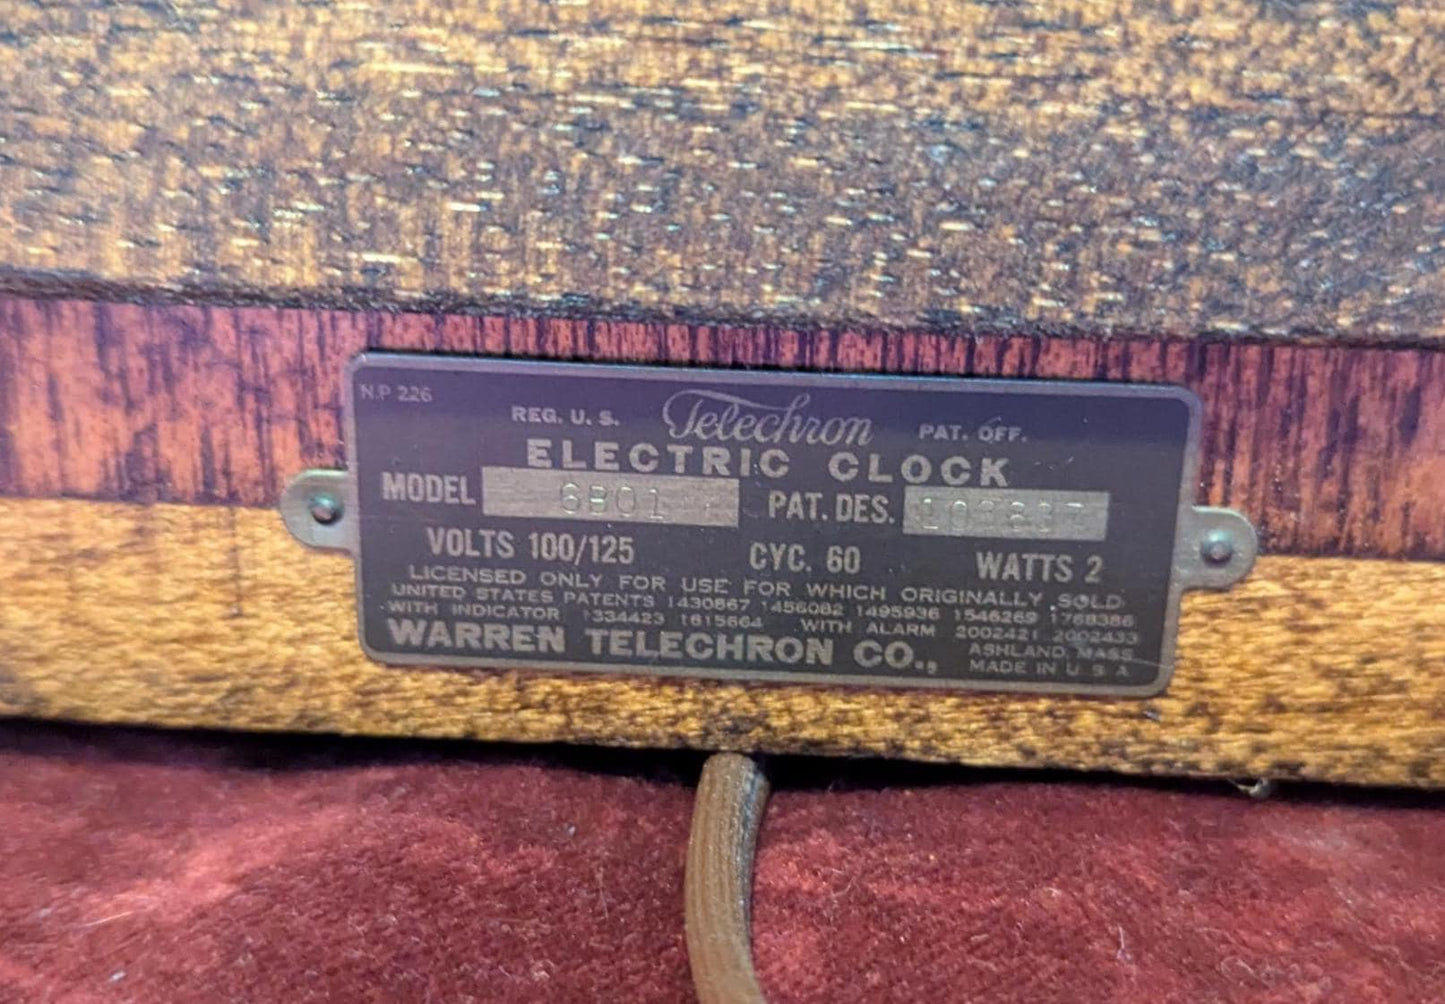 N.P 226
REG. U. S. Telechron PAT. OFF.
ELECTRIC CLOCK
MODEL 6B01 PAT. DES.
VOLTS 100/125 CYC. 60 WATTS 2
LICENSED ONLY FOR USE FOR WHICH ORIGINALLY SOLD.
UNITED STATES PATENTS 1430867 1456082 1495936 1546269 1768386
WITH INDICATOR 1334423 1615664 WITH ALARM 2002421 2002433
WARREN TELECHRON CO., ASHLAND, MASS.
MADE IN U. S. A